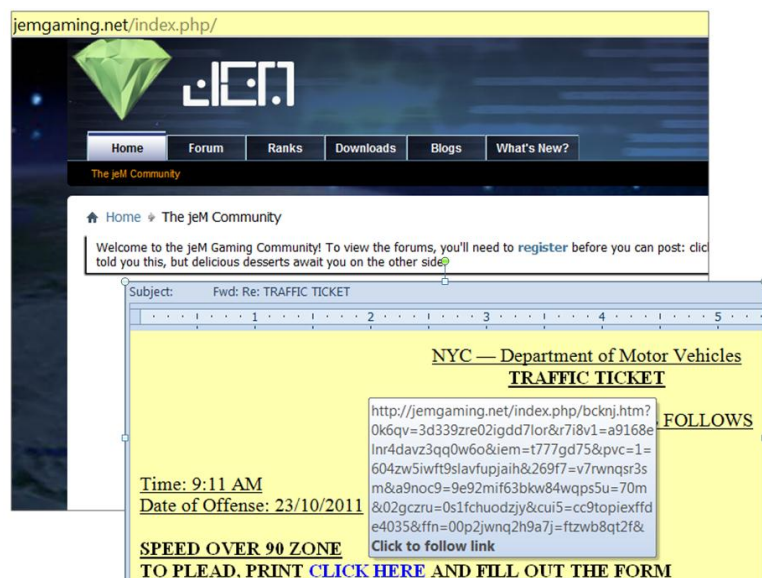 jemgaming.net/index.php/
jEM
Home Forum Ranks Downloads Blogs What's New?
The jeM Community
Home The jeM Community
Welcome to the jeM Gaming Community! To view the forums, you'll need to register before you can post:
told you this, but delicious desserts await you on the other side
Subject: Fwd: Re: TRAFFIC TICKET
1 2 3 4 5
NYC — Department of Motor Vehicles
TRAFFIC TICKET
FOLLOWS
http://jemgaming.net/index.php/bcknj.htm?
0k6qv=3d339zre02igdd7lor&r7i8v1=a9168e
lnr4davz3qq0w6o&iem=t777gd75&pvc=1=
604zw5iwft9slavfupjaih&269f7=v7rwnqsr3s
m&a9noc9=9e92mif63bkw84wqps5u=70m
&02gczru=0s1fchuodzjy&cui5=cc9topiexffd
e4035&ffn=00p2jwnq2h9a7j=ftzwb8qt2f&
Click to follow link
Time: 9:11 AM
Date of Offense: 23/10/2011
SPEED OVER 90 ZONE
TO PLEAD, PRINT CLICK HERE AND FILL OUT THE FORM